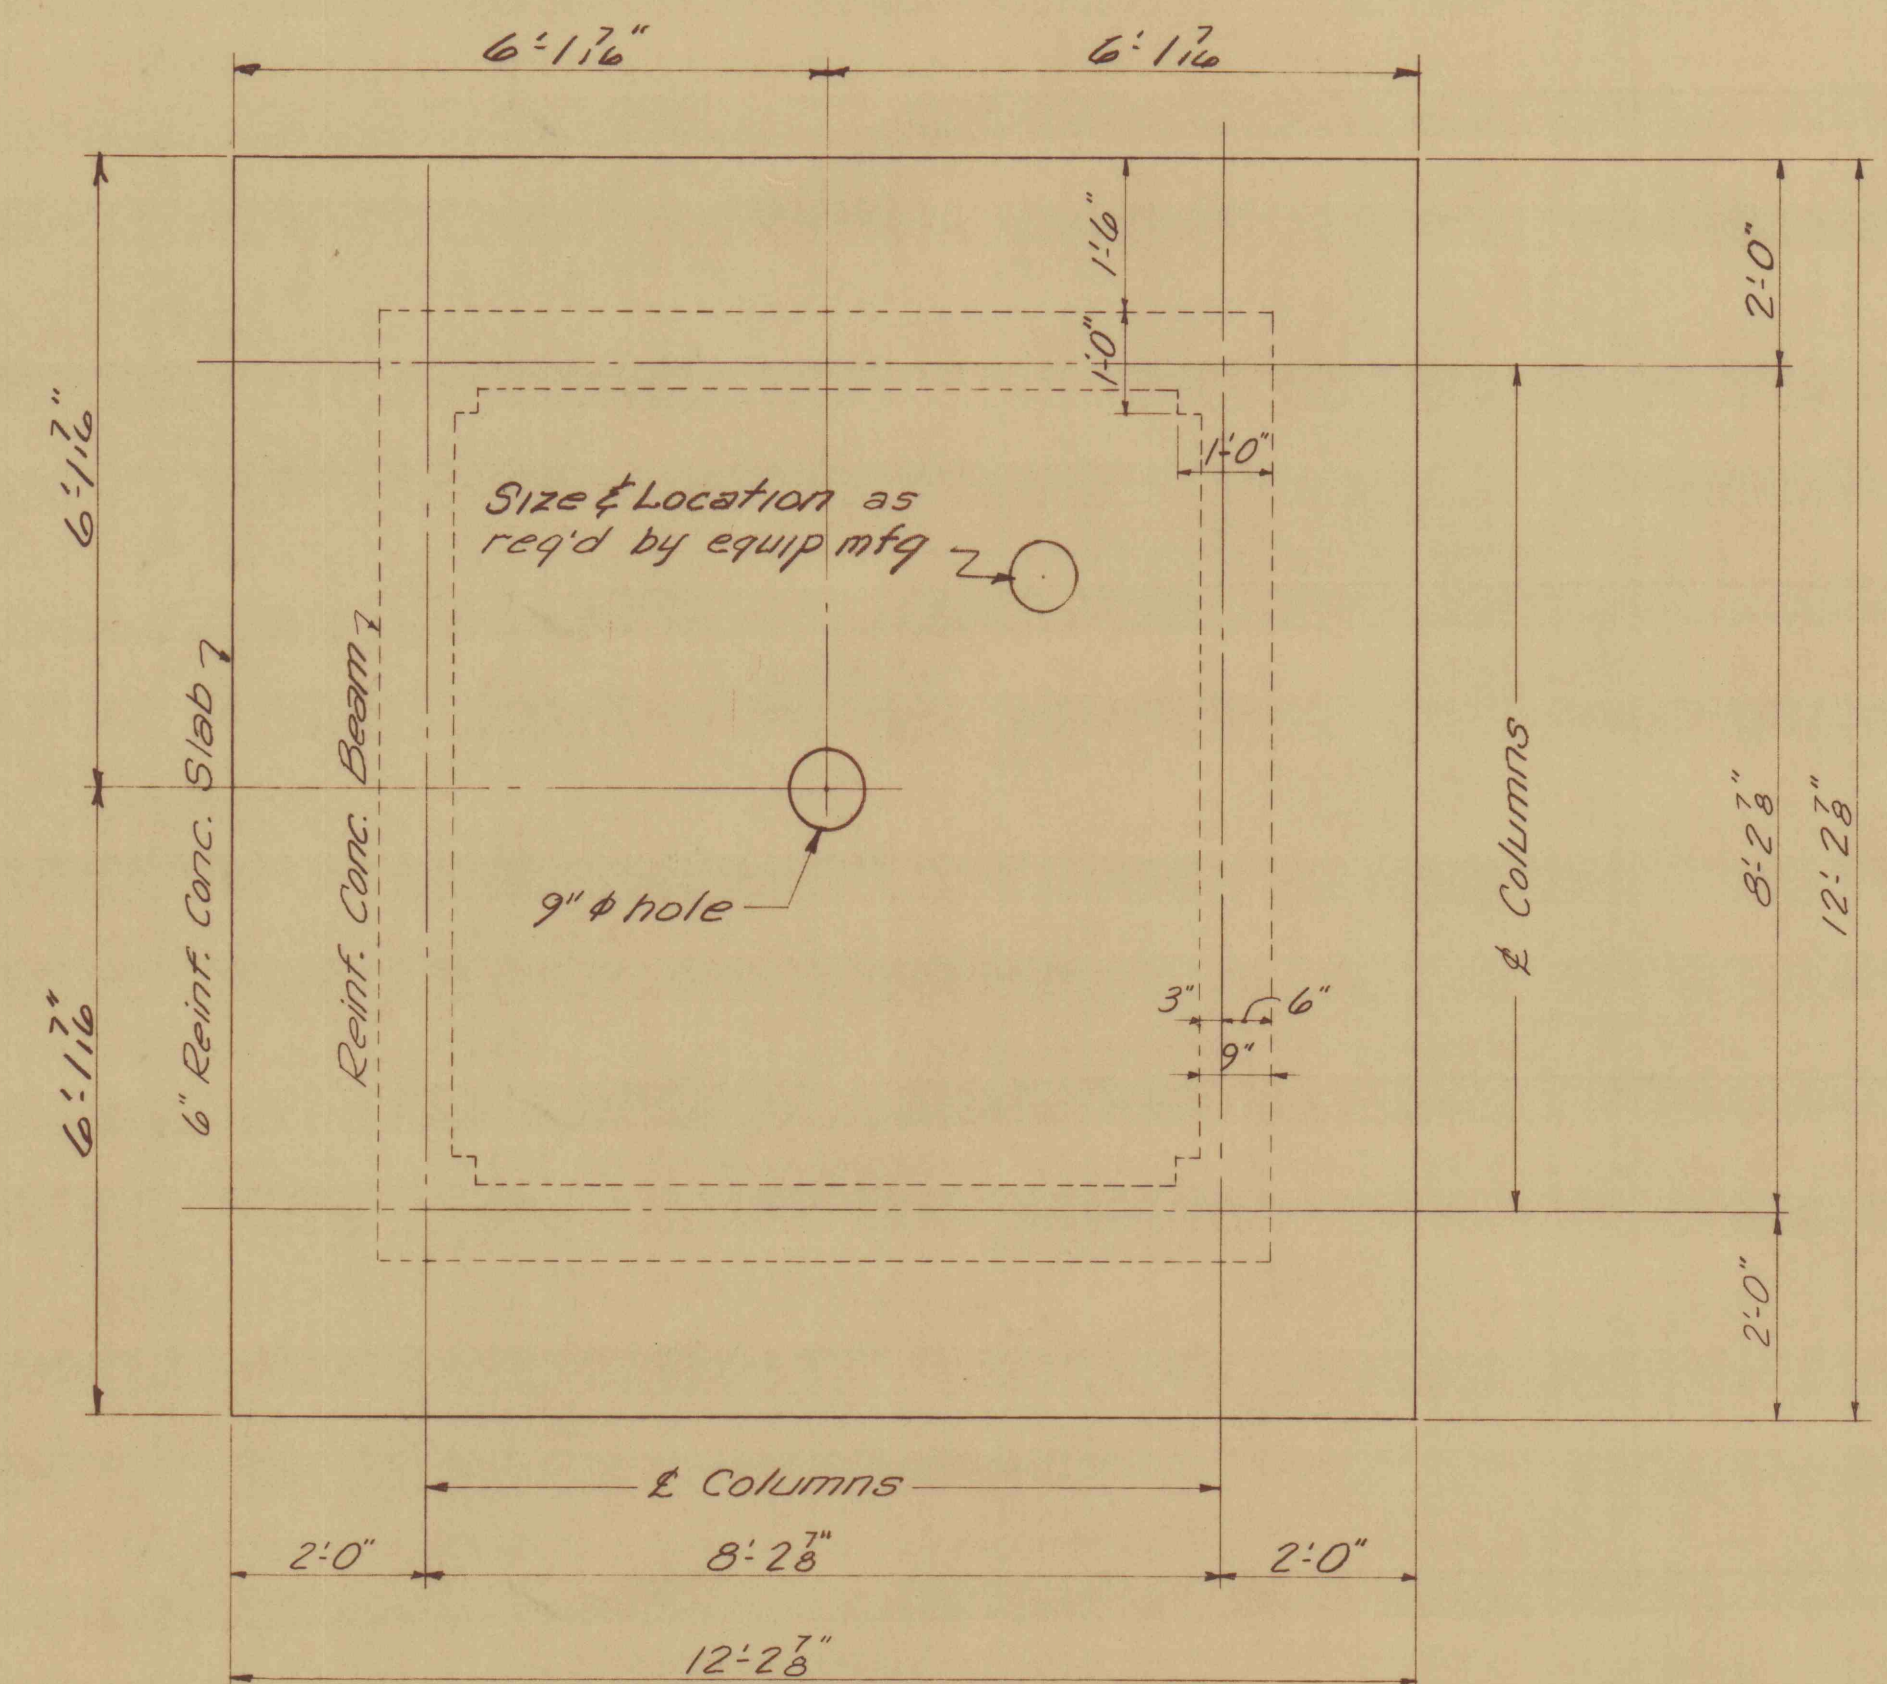 6'-1 7/16"
6'-1 7/16
1'-6"
2'-0"
1'-0"
6'-1 7/16"
1'-0"
Size & Location as
req'd by equip mfg
6" Reinf. Conc. Slab
Reinf. Conc. Beam
℄ Columns
8'-2 7/8"
12'-2 7/8"
9" ϕ hole
3"
6"
9"
6'-1 7/16"
2'-0"
℄ Columns
2'-0"
8'-2 7/8"
2'-0"
12'-2 7/8"